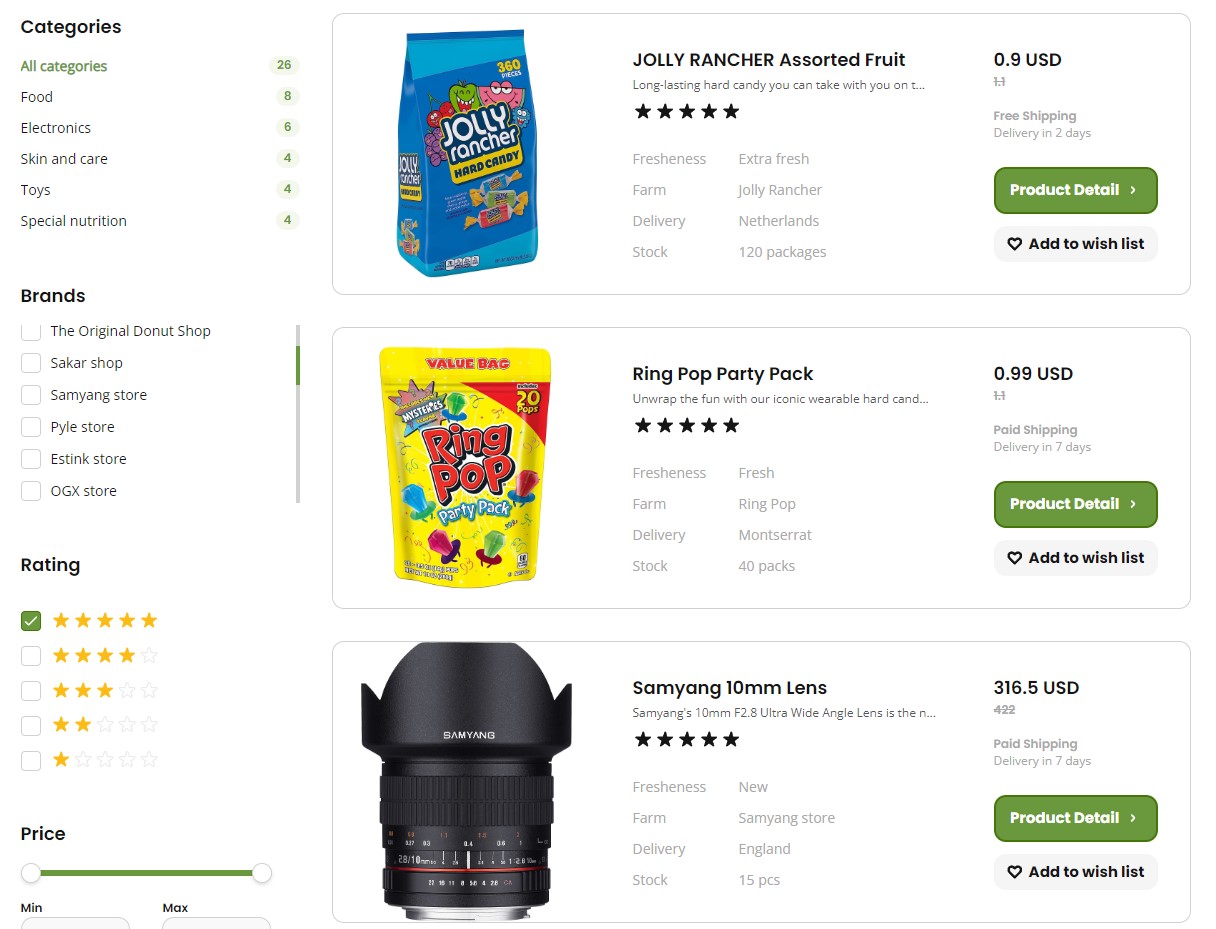 Categories
All categories 26
Food 8
Electronics 6
Skin and care 4
Toys 4
Special nutrition 4
Brands
The Original Donut Shop
Sakar shop
Samyang store
Pyle store
Estink store
OGX store
Rating
Price
Min Max
360
PIECES
JOLLY
rancher
HARD CANDY
JOLLY RANCHER Assorted Fruit
Long-lasting hard candy you can take with you on t...
Fresheness Extra fresh
Farm Jolly Rancher
Delivery Netherlands
Stock 120 packages
0.9 USD
1.1
Free Shipping
Delivery in 2 days
Product Detail
Add to wish list
VALUE BAG
20
POPS
MYSTERIES
Ring
POP
Party Pack
Ring Pop Party Pack
Unwrap the fun with our iconic wearable hard cand...
Fresheness Fresh
Farm Ring Pop
Delivery Montserrat
Stock 40 packs
0.99 USD
1.1
Paid Shipping
Delivery in 7 days
Product Detail
Add to wish list
SAMYANG
Samyang 10mm Lens
Samyang's 10mm F2.8 Ultra Wide Angle Lens is the n...
Fresheness New
Farm Samyang store
Delivery England
Stock 15 pcs
316.5 USD
422
Paid Shipping
Delivery in 7 days
Product Detail
Add to wish list